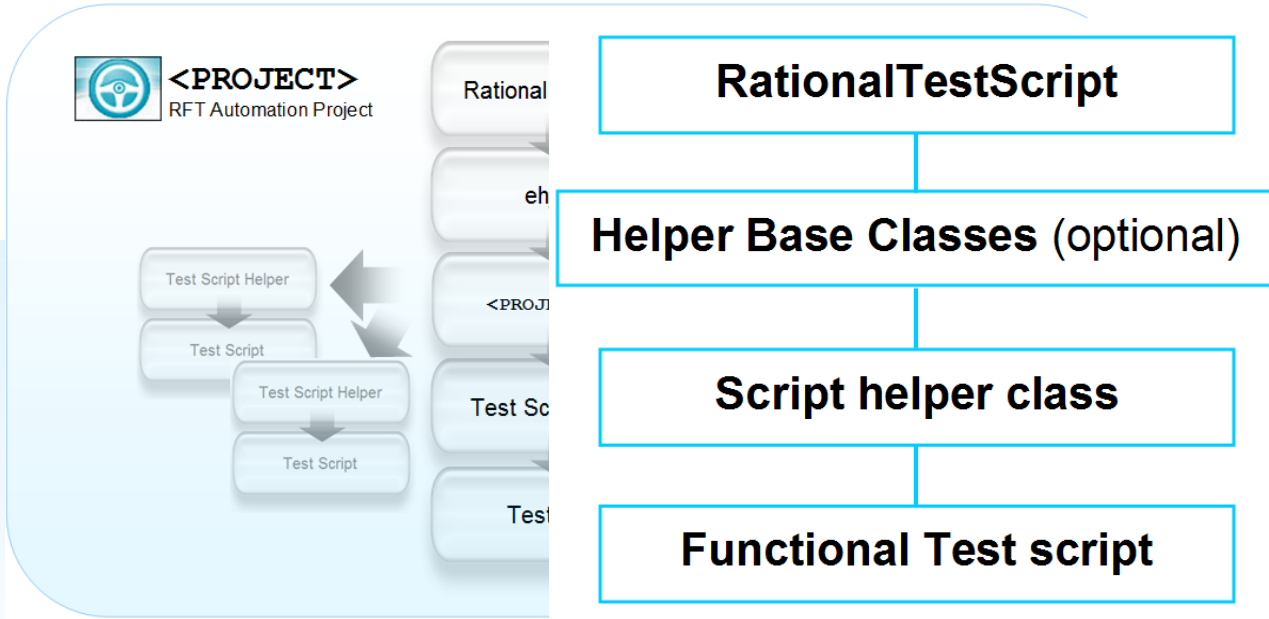 <PROJECT>
RFT Automation Project
Rational
eh
<PROJE
Test Sc
Test
Test Script Helper
Test Script
Test Script Helper
Test Script
RationalTestScript
Helper Base Classes (optional)
Script helper class
Functional Test script